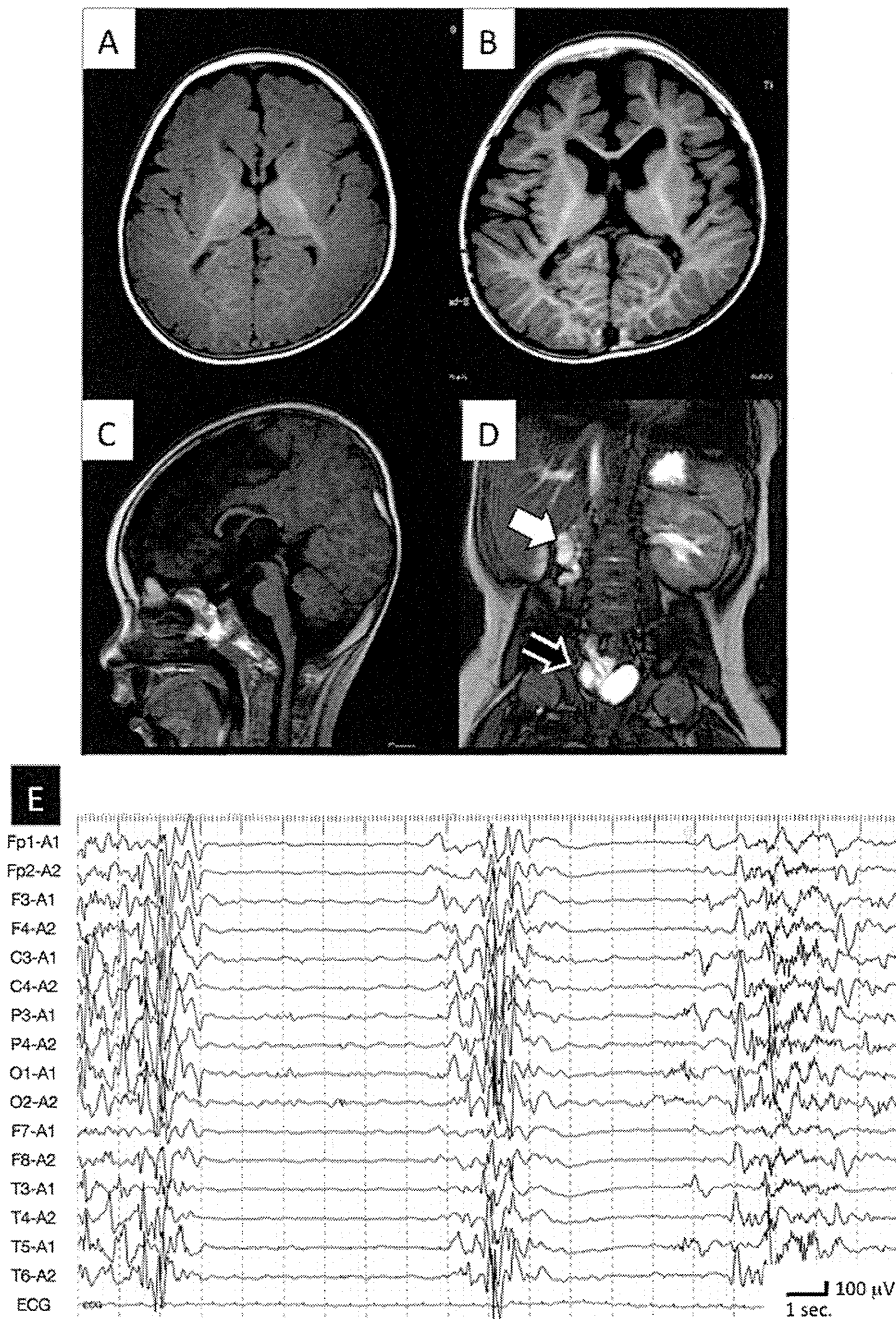 A
B
C
D
E
Fp1-A1
Fp2-A2
F3-A1
F4-A2
C3-A1
C4-A2
P3-A1
P4-A2
O1-A1
O2-A2
F7-A1
F8-A2
T3-A1
T4-A2
T5-A1
T6-A2
ECG
100 μV
1 sec.